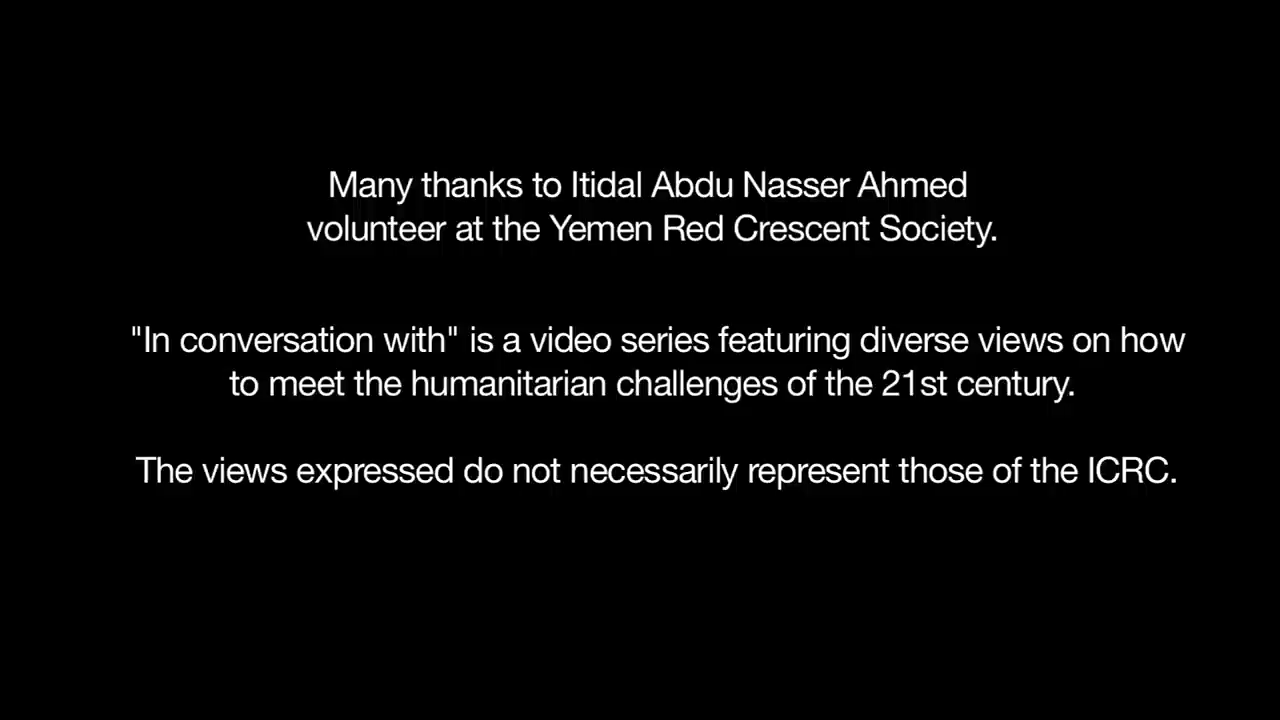 Many thanks to Itidal Abdu Nasser Ahmed
volunteer at the Yemen Red Crescent Society.
"In conversation with" is a video series featuring diverse views on how
to meet the humanitarian challenges of the 21st century.
The views expressed do not necessarily represent those of the ICRC.